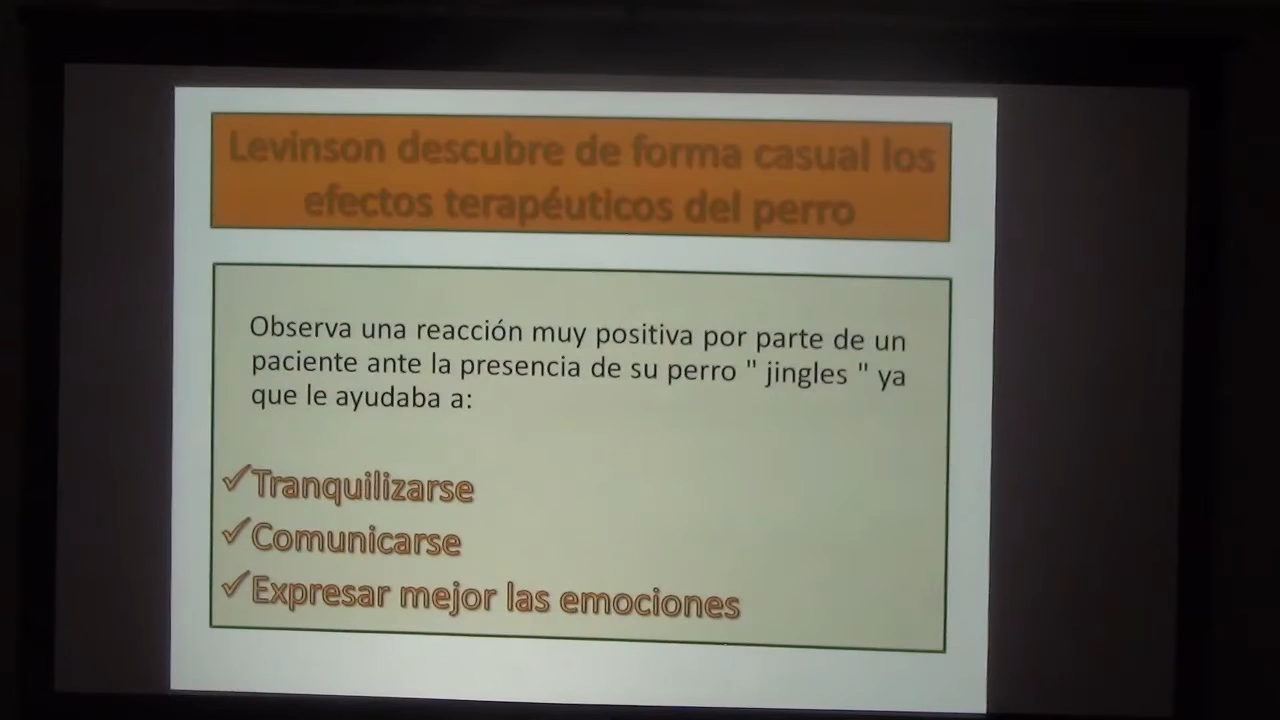 Levinson descubre de forma casual los
efectos terapéuticos del perro
Observa una reacción muy positiva por parte de un
paciente ante la presencia de su perro " jingles " ya
que le ayudaba a:
✓Tranquilizarse
✓Comunicarse
✓Expresar mejor las emociones